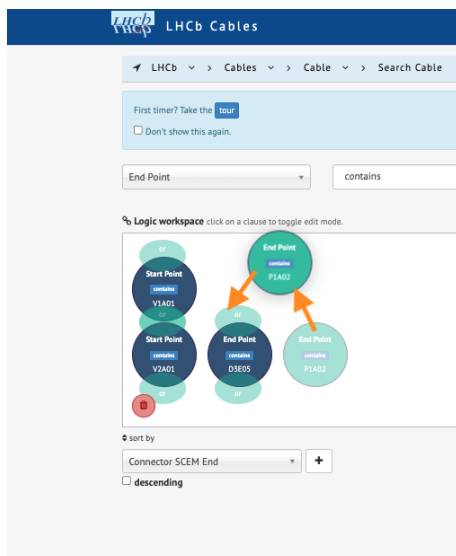 LHCb
LHCb Cables
LHCb > Cables > Cable > Search Cable
First timer? Take the tour
Don't show this again.
End Point
contains
Logic workspace click on a clause to toggle edit mode.
or
Start Point
contains
V1A01
or
Start Point
contains
V2A01
or
End Point
contains
P1A02
or
End Point
contains
D3E05
or
End Point
contains
P1A02
sort by
Connector SCEM End
+
descending